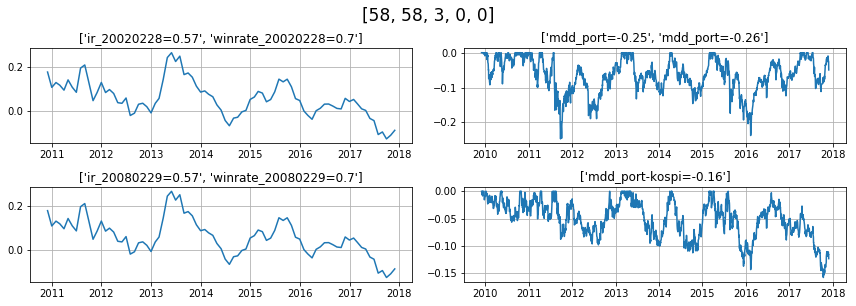 [58, 58, 3, 0, 0]
['ir_20020228=0.57', 'winrate_20020228=0.7']
0.2
0.0
2011 2012 2013 2014 2015 2016 2017 2018
['mdd_port=-0.25', 'mdd_port=-0.26']
0.0
−0.1
−0.2
2010 2011 2012 2013 2014 2015 2016 2017 2018
['ir_20080229=0.57', 'winrate_20080229=0.7']
0.2
0.0
2011 2012 2013 2014 2015 2016 2017 2018
['mdd_port-kospi=-0.16']
0.00
−0.05
−0.10
−0.15
2010 2011 2012 2013 2014 2015 2016 2017 2018